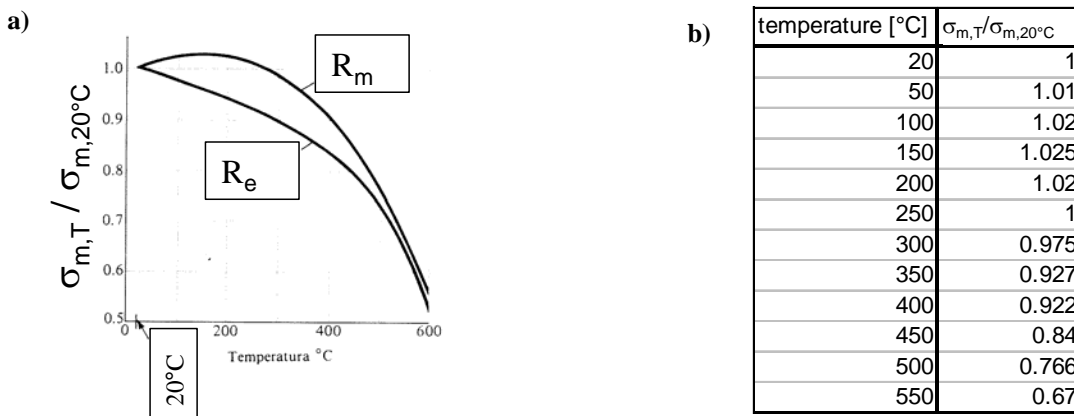 a)
σm,T / σm,20°C
1.0
0.9
0.8
0.7
0.6
0.5
Rm
Re
0
200
400
600
Temperatura °C
20°C
b)
temperature [°C] σm,T/σm,20°C
20 1
50 1.01
100 1.02
150 1.025
200 1.02
250 1
300 0.975
350 0.927
400 0.922
450 0.84
500 0.766
550 0.67